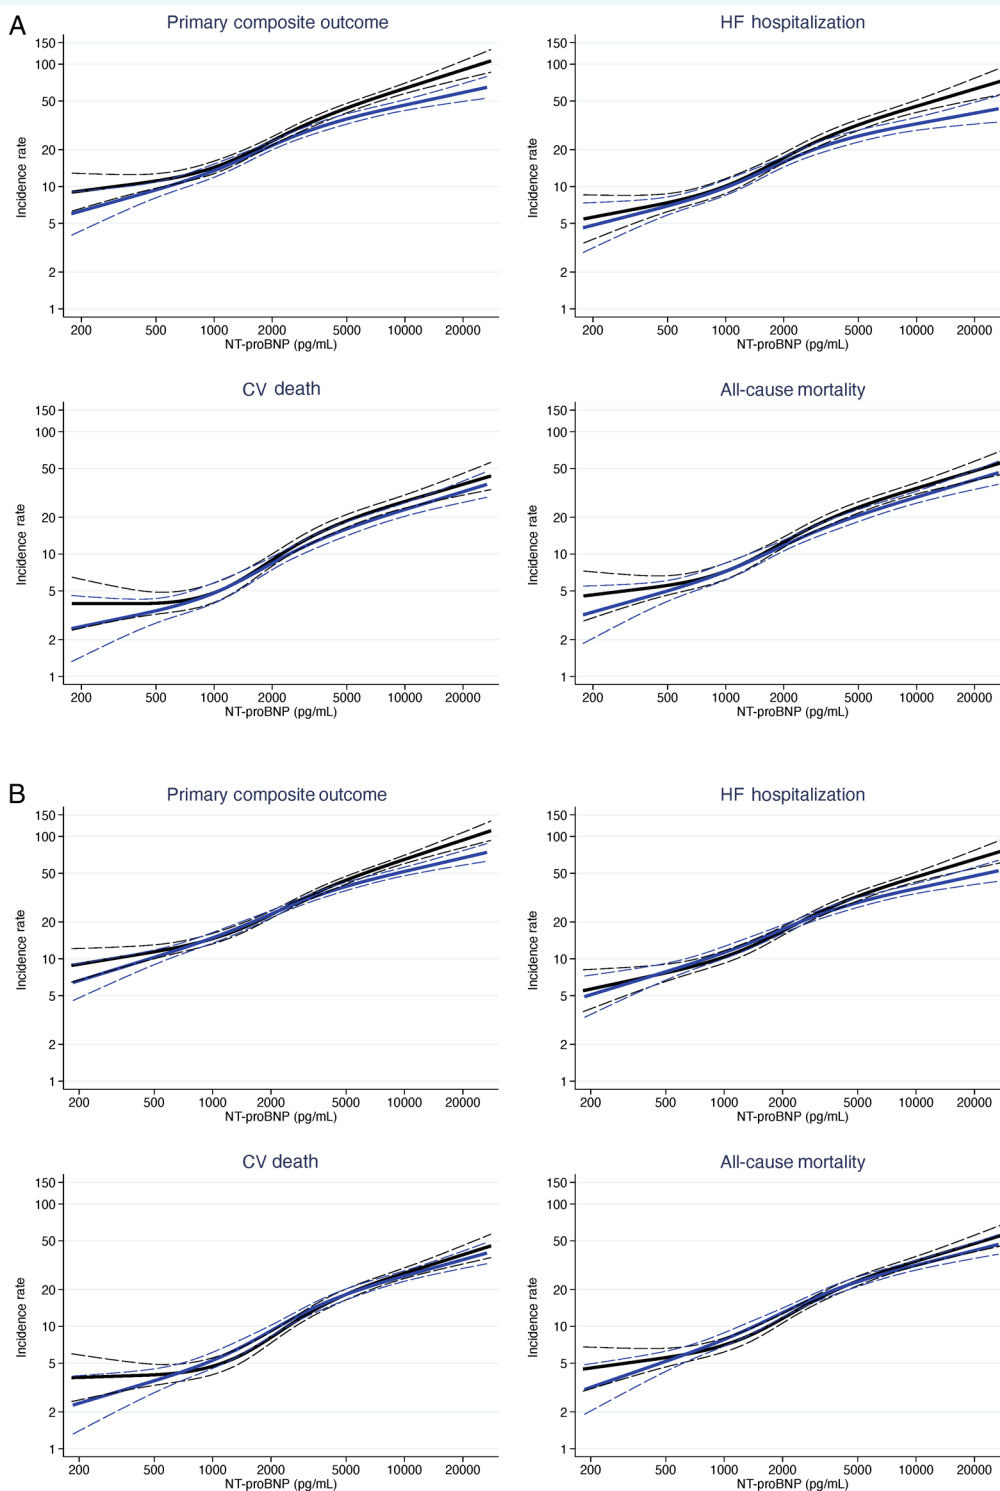 A
Primary composite outcome
150
100
50
20
10
5
2
1
Incidence rate
200 500 1000 2000 5000 10000 20000
NT-proBNP (pg/mL)
HF hospitalization
150
100
50
20
10
5
2
1
Incidence rate
200 500 1000 2000 5000 10000 20000
NT-proBNP (pg/mL)
CV death
150
100
50
20
10
5
2
1
Incidence rate
200 500 1000 2000 5000 10000 20000
NT-proBNP (pg/mL)
All-cause mortality
150
100
50
20
10
5
2
1
Incidence rate
200 500 1000 2000 5000 10000 20000
NT-proBNP (pg/mL)
B
Primary composite outcome
150
100
50
20
10
5
2
1
Incidence rate
200 500 1000 2000 5000 10000 20000
NT-proBNP (pg/mL)
HF hospitalization
150
100
50
20
10
5
2
1
Incidence rate
200 500 1000 2000 5000 10000 20000
NT-proBNP (pg/mL)
CV death
150
100
50
20
10
5
2
1
Incidence rate
200 500 1000 2000 5000 10000 20000
NT-proBNP (pg/mL)
All-cause mortality
150
100
50
20
10
5
2
1
Incidence rate
200 500 1000 2000 5000 10000 20000
NT-proBNP (pg/mL)